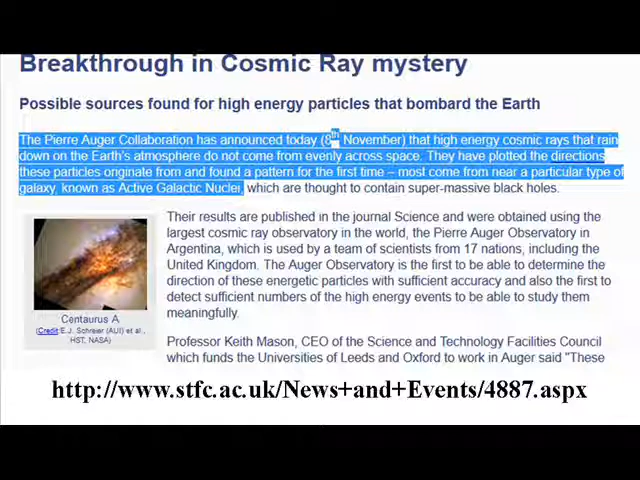 Breakthrough in Cosmic Ray mystery
Possible sources found for high energy particles that bombard the Earth
The Pierre Auger Collaboration has announced today (8th November) that high energy cosmic rays that rain
down on the Earth's atmosphere do not come from evenly across space. They have plotted the directions
these particles originate from and found a pattern for the first time – most come from near a particular type of
galaxy, known as Active Galactic Nuclei, which are thought to contain super-massive black holes.
Their results are published in the journal Science and were obtained using the
largest cosmic ray observatory in the world, the Pierre Auger Observatory in
Argentina, which is used by a team of scientists from 17 nations, including the
United Kingdom. The Auger Observatory is the first to be able to determine the
direction of these energetic particles with sufficient accuracy and also the first to
detect sufficient numbers of the high energy events to be able to study them
meaningfully.
Centaurus A
(Credit:E.J. Schreier (AUI) et al.,
HST, NASA)
Professor Keith Mason, CEO of the Science and Technology Facilities Council
which funds the Universities of Leeds and Oxford to work in Auger said "These
http://www.stfc.ac.uk/News+and+Events/4887.aspx